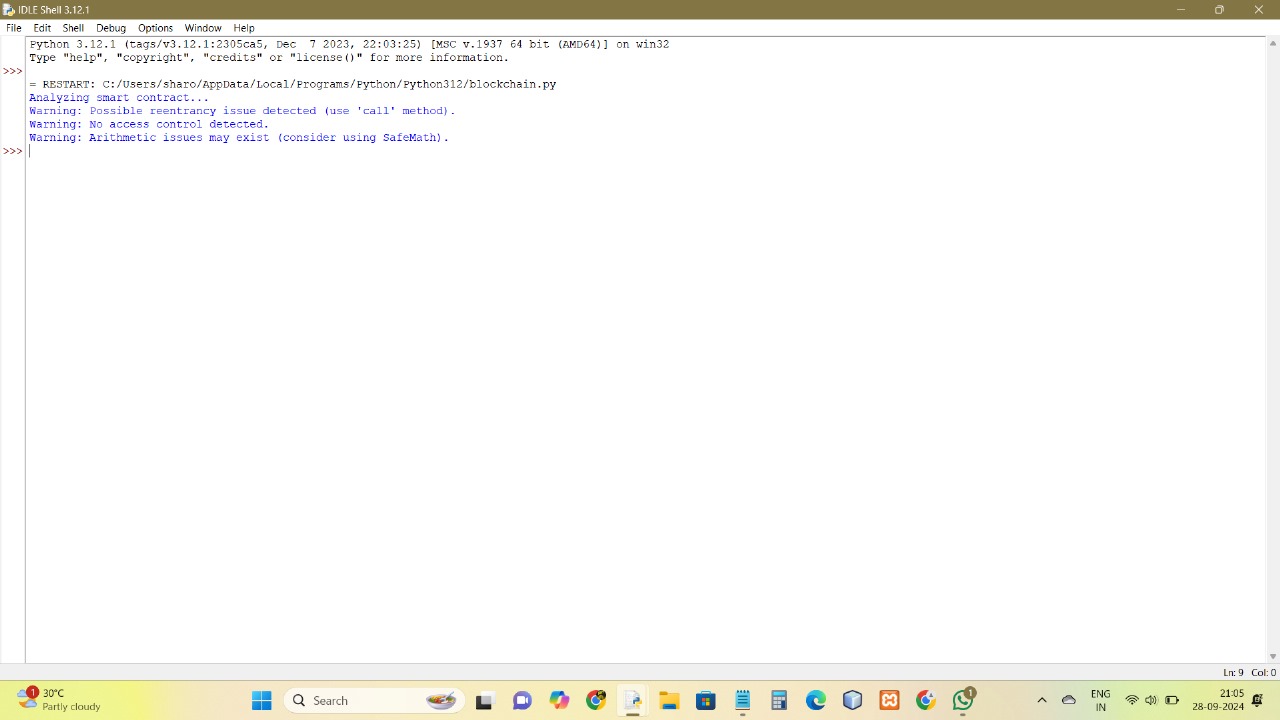 IDLE Shell 3.12.1
File Edit Shell Debug Options Window Help
Python 3.12.1 (tags/v3.12.1:2305ca5, Dec  7 2023, 22:03:25) [MSC v.1937 64 bit (AMD64)] on win32
Type "help", "copyright", "credits" or "license()" for more information.
>>>
= RESTART: C:/Users/sharo/AppData/Local/Programs/Python/Python312/blockchain.py
Analyzing smart contract...
Warning: Possible reentrancy issue detected (use 'call' method).
Warning: No access control detected.
Warning: Arithmetic issues may exist (consider using SafeMath).
>>>
Ln: 9 Col: 0
1
30°C
Partly cloudy
Search
1
ENG
IN
21:05
28-09-2024